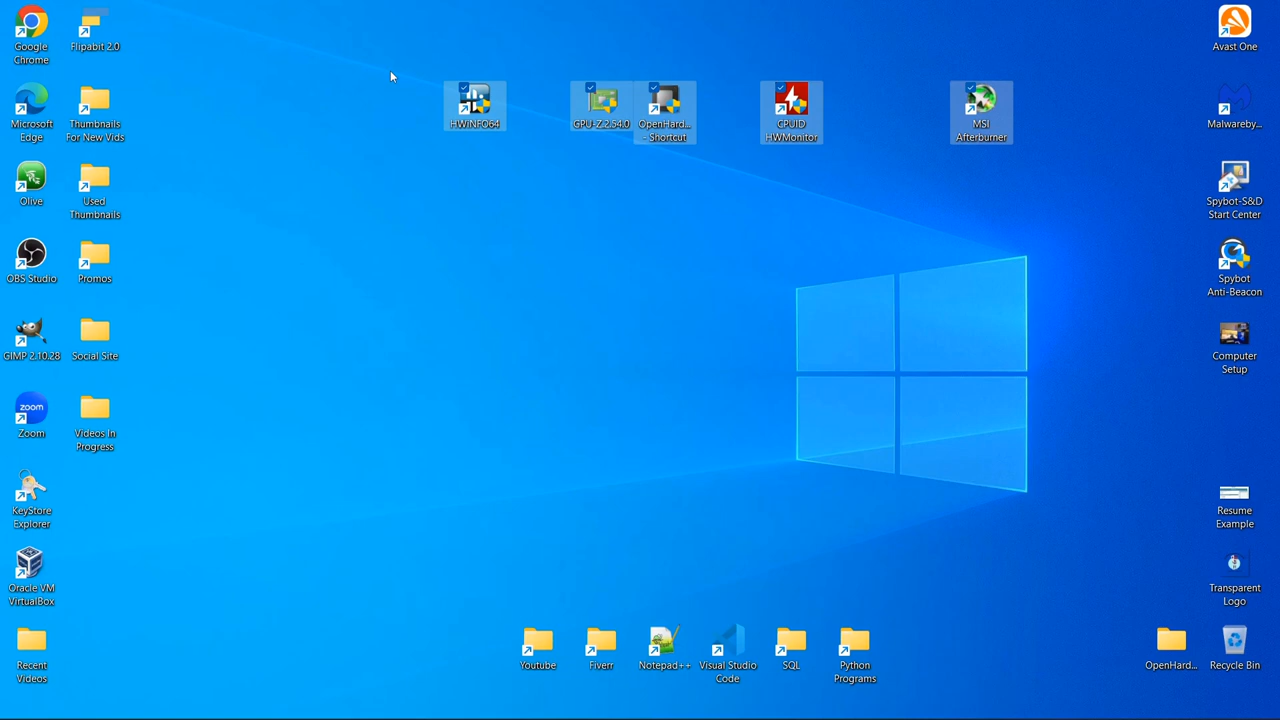 Google
Chrome
Flipabit 2.0
Avast One
Microsoft
Edge
Thumbnails
For New Vids
HWiNFO64
GPU-Z.2.54.0
OpenHard...
- Shortcut
CPUID
HWMonitor
MSI
Afterburner
Malwareby...
Olive
Used
Thumbnails
Spybot-S&D
Start Center
OBS Studio
Promos
Spybot
Anti-Beacon
GIMP 2.10.28
Social Site
Computer
Setup
zoom
Zoom
Videos In
Progress
KeyStore
Explorer
Resume
Example
Oracle VM
VirtualBox
Transparent
Logo
Recent
Videos
Youtube
Fiverr
Notepad++
Visual Studio
Code
SQL
Python
Programs
OpenHard...
Recycle Bin